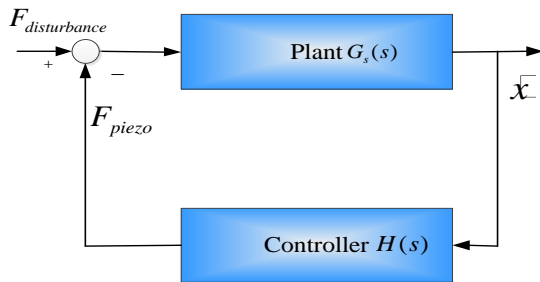 F_disturbance
+
−
Plant G_s(s)
x
F_piezo
Controller H(s)